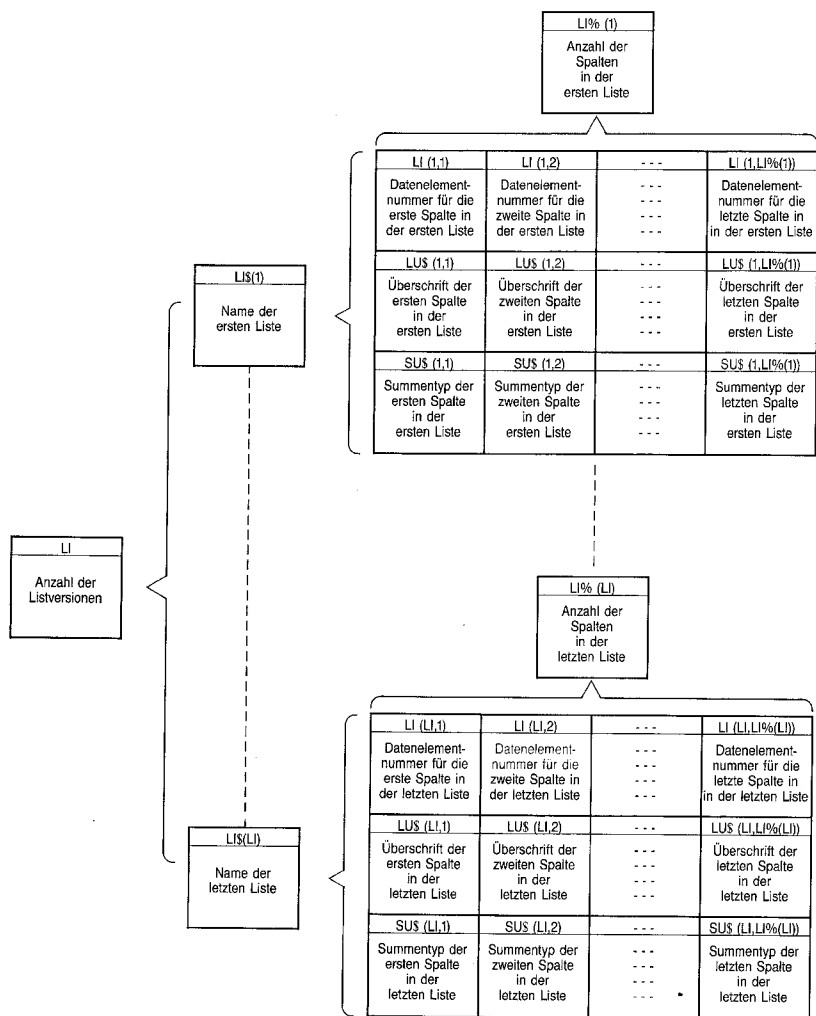 LI% (1)
Anzahl der
Spalten
in der
ersten Liste
LI (1,1) LI (1,2) - - - LI (1,LI%(1))
Datenelement- Datenelement- - - - Datenelement-
nummer für die nummer für die - - - nummer für die
erste Spalte in zweite Spalte in - - - letzte Spalte in
der ersten Liste der ersten Liste - - - in der ersten Liste
LU$ (1,1) LU$ (1,2) - - - LU$ (1,LI%(1))
Überschrift der Überschrift der - - - Überschrift der
ersten Spalte zweiten Spalte - - - letzten Spalte
in der in der - - - in der
ersten Liste ersten Liste - - - ersten Liste
SU$ (1,1) SU$ (1,2) - - - SU$ (1,LI%(1))
Summentyp der Summentyp der - - - Summentyp der
ersten Spalte zweiten Spalte - - - letzten Spalte
in der in der - - - in der
ersten Liste ersten Liste - - - ersten Liste
LI$(1)
Name der
ersten Liste
LI
Anzahl der
Listversionen
LI% (LI)
Anzahl der
Spalten
in der
letzten Liste
LI (LI,1) LI (LI,2) - - - LI (LI,LI%(LI))
Datenelement- Datenelement- - - - Datenelement-
nummer für die nummer für die - - - nummer für die
erste Spalte in zweite Spalte in - - - letzte Spalte in
der letzten Liste der letzten Liste - - - in der letzten Liste
LU$ (LI,1) LU$ (LI,2) - - - LU$ (LI,LI%(LI))
Überschrift der Überschrift der - - - Überschrift der
ersten Spalte zweiten Spalte - - - letzten Spalte
in der in der - - - in der
letzten Liste letzten Liste - - - letzten Liste
SU$ (LI,1) SU$ (LI,2) - - - SU$ (LI,LI%(LI))
Summentyp der Summentyp der - - - Summentyp der
ersten Spalte zweiten Spalte - - - letzten Spalte
in der in der - - - in der
letzten Liste letzten Liste - - - letzten Liste
LI$(LI)
Name der
letzten Liste